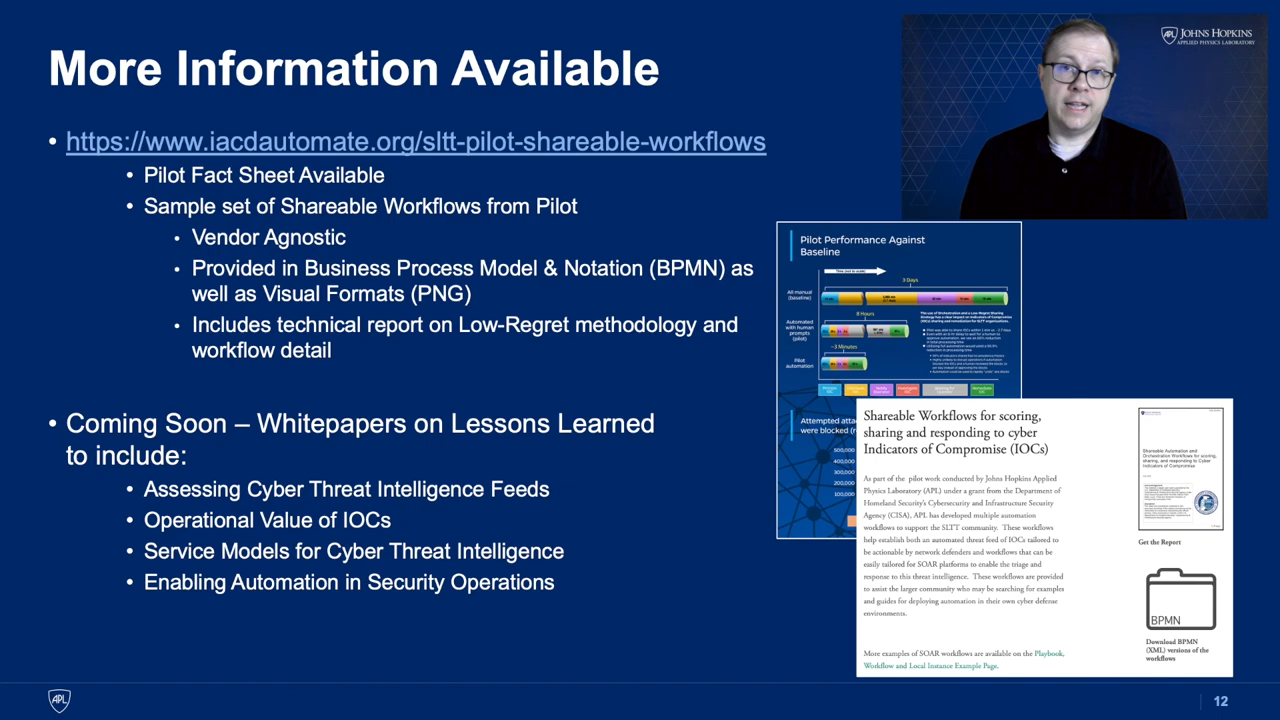 More Information Available
JOHNS HOPKINS
APPLIED PHYSICS LABORATORY
• https://www.iacdautomate.org/sltt-pilot-shareable-workflows
• Pilot Fact Sheet Available
• Sample set of Shareable Workflows from Pilot
• Vendor Agnostic
• Provided in Business Process Model & Notation (BPMN) as
well as Visual Formats (PNG)
• Includes technical report on Low-Regret methodology and
workflow detail
• Coming Soon – Whitepapers on Lessons Learned
to include:
• Assessing Cyber Threat Intelligence Feeds
• Operational Value of IOCs
• Service Models for Cyber Threat Intelligence
• Enabling Automation in Security Operations
Pilot Performance Against
Baseline
Time (not to scale)
3 Days
All manual
(baseline)
8 Hours
Automated
with human
prompts
(pilot)
~3 Minutes
Pilot
automation
Attempted atta
were blocked (r
500,000
400,000
300,000
200,000
100,000
Shareable Workflows for scoring,
sharing and responding to cyber
Indicators of Compromise (IOCs)
As part of the pilot work conducted by Johns Hopkins Applied
Physics Laboratory (APL) under a grant from the Department of
Homeland Security's Cybersecurity and Infrastructure Security
Agency (CISA), APL has developed multiple automation
workflows to support the SLTT community. These workflows
help establish both an automated threat feed of IOCs tailored to
be actionable by network defenders and workflows that can be
easily tailored for SOAR platforms to enable the triage and
response to this threat intelligence. These workflows are provided
to assist the larger community who may be searching for examples
and guides for deploying automation in their own cyber defense
environments.
More examples of SOAR workflows are available on the Playbook,
Workflow and Local Instance Example Page.
Shareable Automation and
Orchestration Workflows for scoring,
sharing, and responding to Cyber
Indicators of Compromise
Get the Report
BPMN
Download BPMN
(XML) versions of the
workflows
APL
12